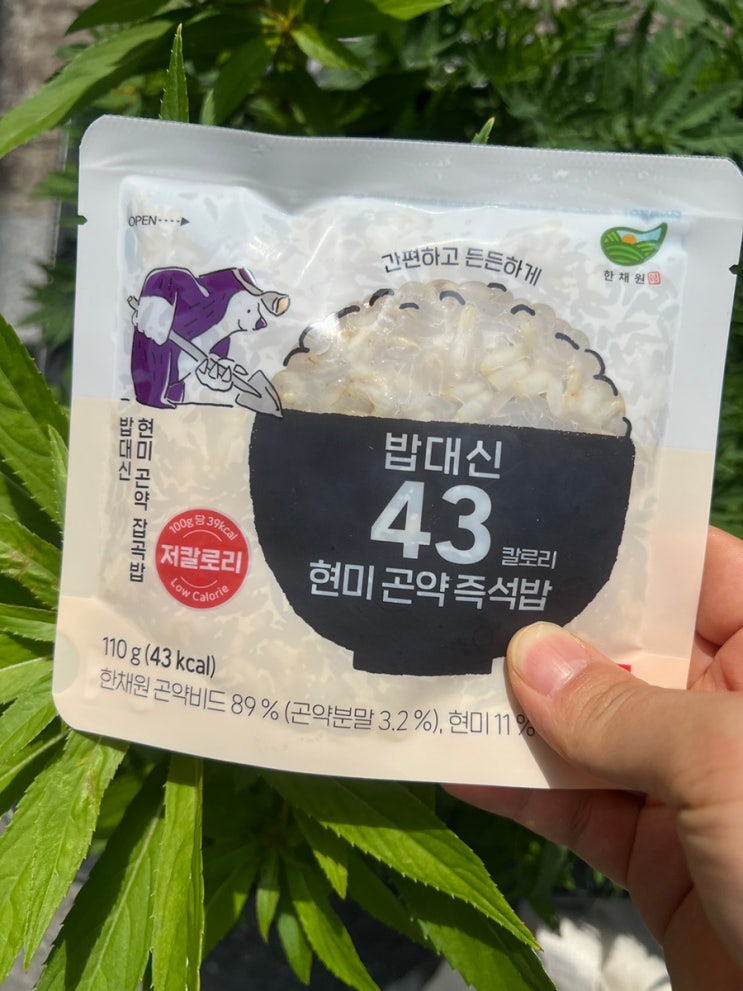 OPEN
간편하고 든든하게
한채원
밥대신
현미 곤약 잡곡밥
밥대신
43
칼로리
현미 곤약 즉석밥
100g 당 39kcal
저칼로리
Low Calorie
110 g (43 kcal)
한채원 곤약비드 89 % (곤약분말 3.2 %), 현미 11 %